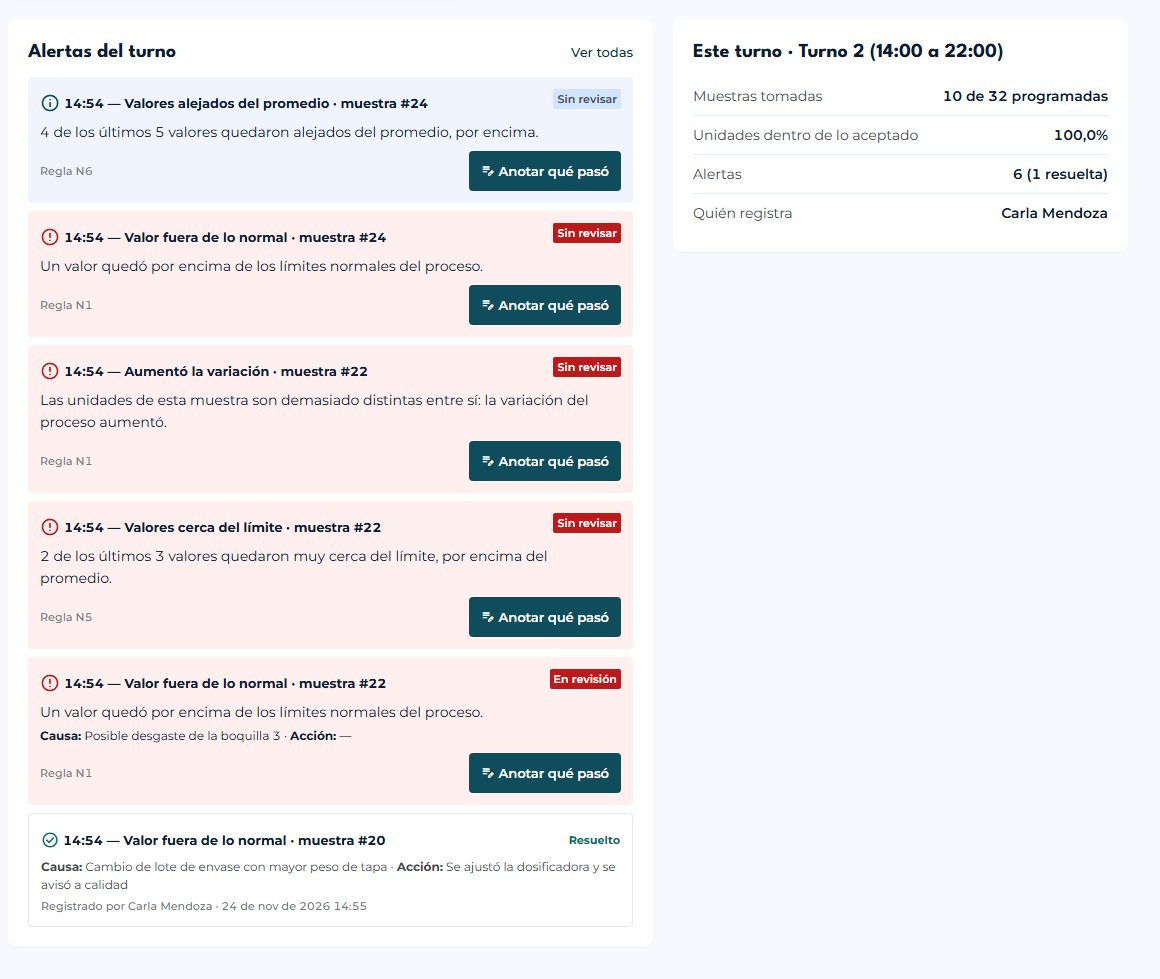 Alertas del turno
Ver todas
14:54 — Valores alejados del promedio · muestra #24
Sin revisar
4 de los últimos 5 valores quedaron alejados del promedio, por encima.
Regla N6
Anotar qué pasó
14:54 — Valor fuera de lo normal · muestra #24
Sin revisar
Un valor quedó por encima de los límites normales del proceso.
Regla N1
Anotar qué pasó
14:54 — Aumentó la variación · muestra #22
Sin revisar
Las unidades de esta muestra son demasiado distintas entre sí: la variación del
proceso aumentó.
Regla N1
Anotar qué pasó
14:54 — Valores cerca del límite · muestra #22
Sin revisar
2 de los últimos 3 valores quedaron muy cerca del límite, por encima del
promedio.
Regla N5
Anotar qué pasó
14:54 — Valor fuera de lo normal · muestra #22
En revisión
Un valor quedó por encima de los límites normales del proceso.
Causa: Posible desgaste de la boquilla 3 · Acción: —
Regla N1
Anotar qué pasó
14:54 — Valor fuera de lo normal · muestra #20
Resuelto
Causa: Cambio de lote de envase con mayor peso de tapa · Acción: Se ajustó la dosificadora y se
avisó a calidad
Registrado por Carla Mendoza · 24 de nov de 2026 14:55
Este turno · Turno 2 (14:00 a 22:00)
Muestras tomadas 10 de 32 programadas
Unidades dentro de lo aceptado 100,0%
Alertas 6 (1 resuelta)
Quién registra Carla Mendoza